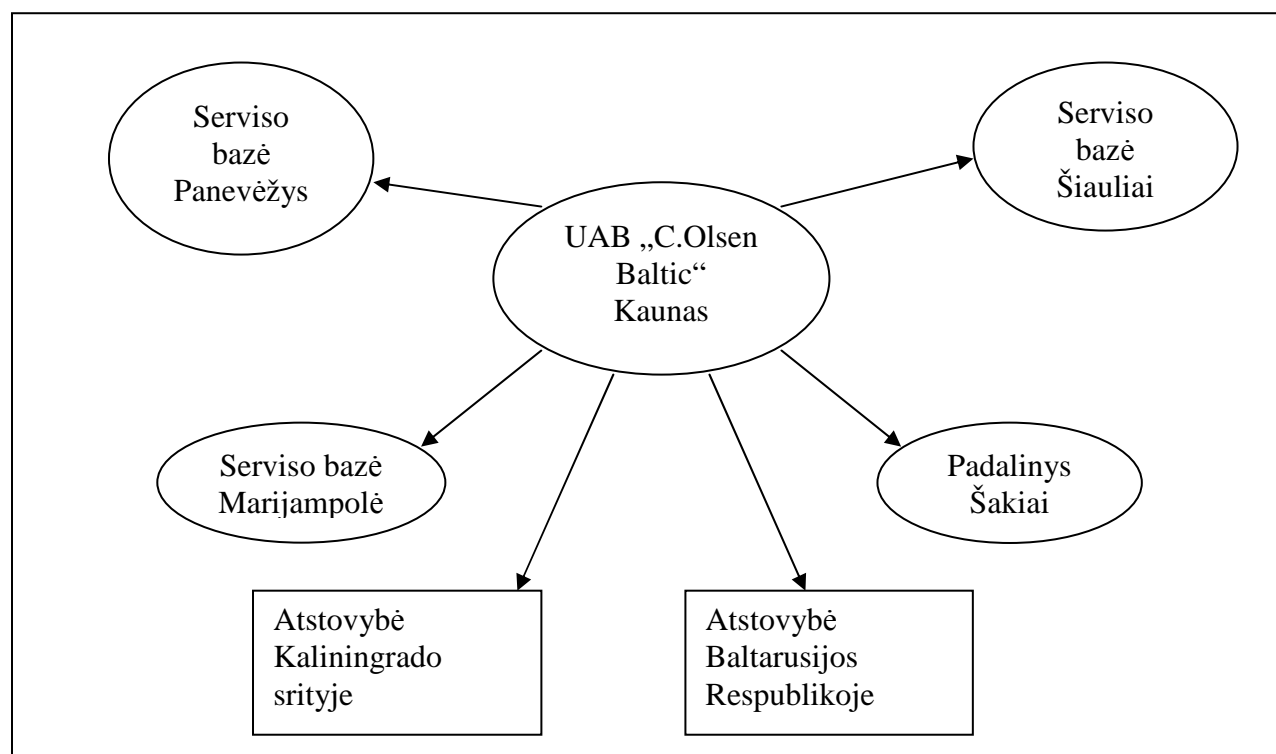 Serviso
bazė
Panevėžys
Serviso
bazė
Šiauliai
UAB „C.Olsen
Baltic“
Kaunas
Serviso bazė
Marijampolė
Padalinys
Šakiai
Atstovybė
Kaliningrado
srityje
Atstovybė
Baltarusijos
Respublikoje